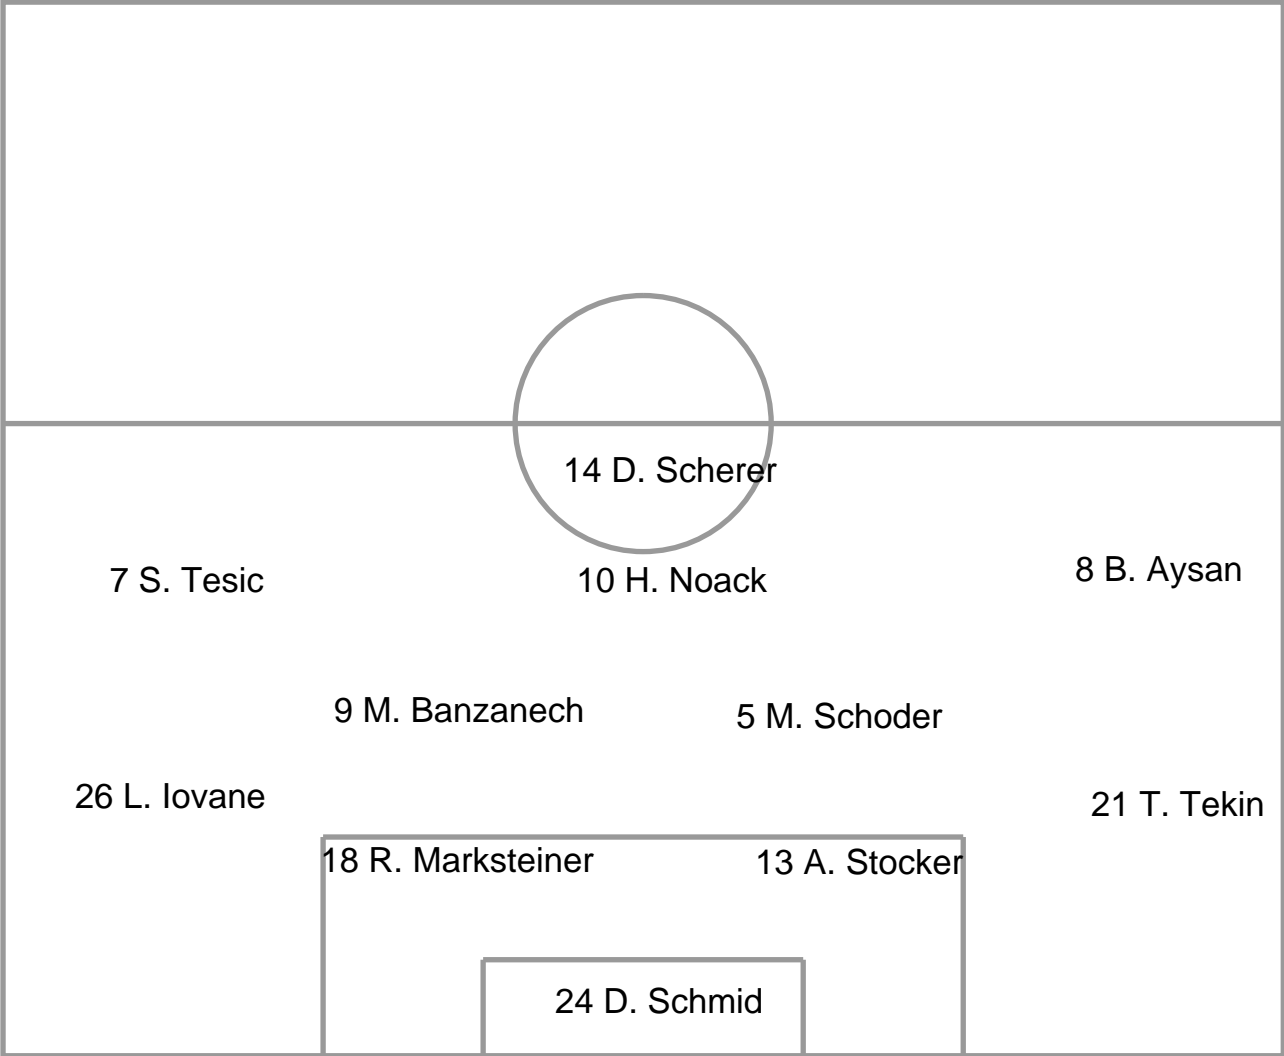 14 D. Scherer
7 S. Tesic
10 H. Noack
8 B. Aysan
9 M. Banzanech
5 M. Schoder
26 L. Iovane
21 T. Tekin
18 R. Marksteiner
13 A. Stocker
24 D. Schmid